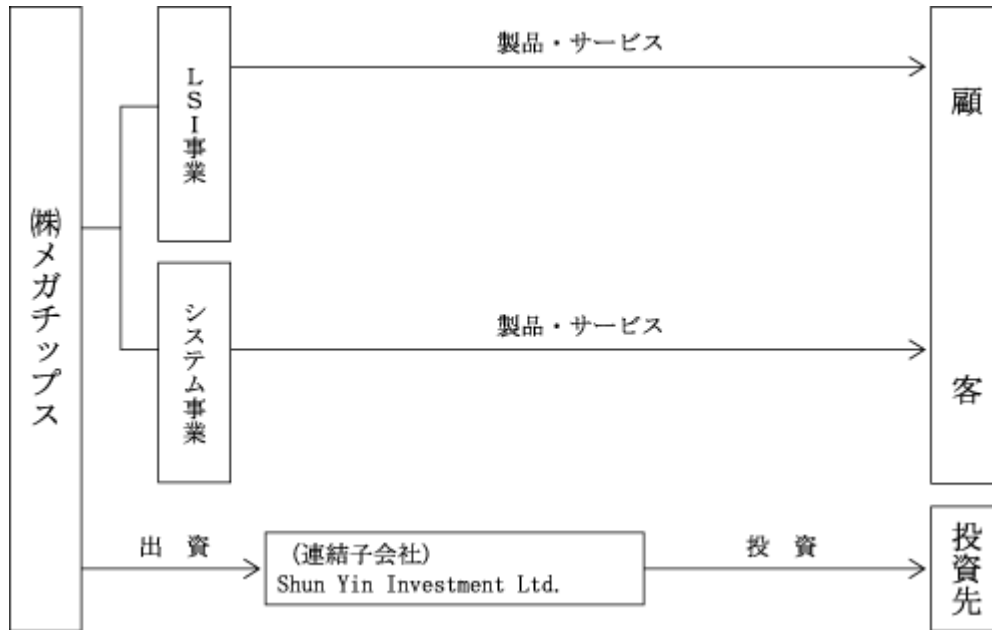 ㈱メガチップス
LSI事業
製品・サービス
システム事業
製品・サービス
顧客
出資
(連結子会社)
Shun Yin Investment Ltd.
投資
投資先